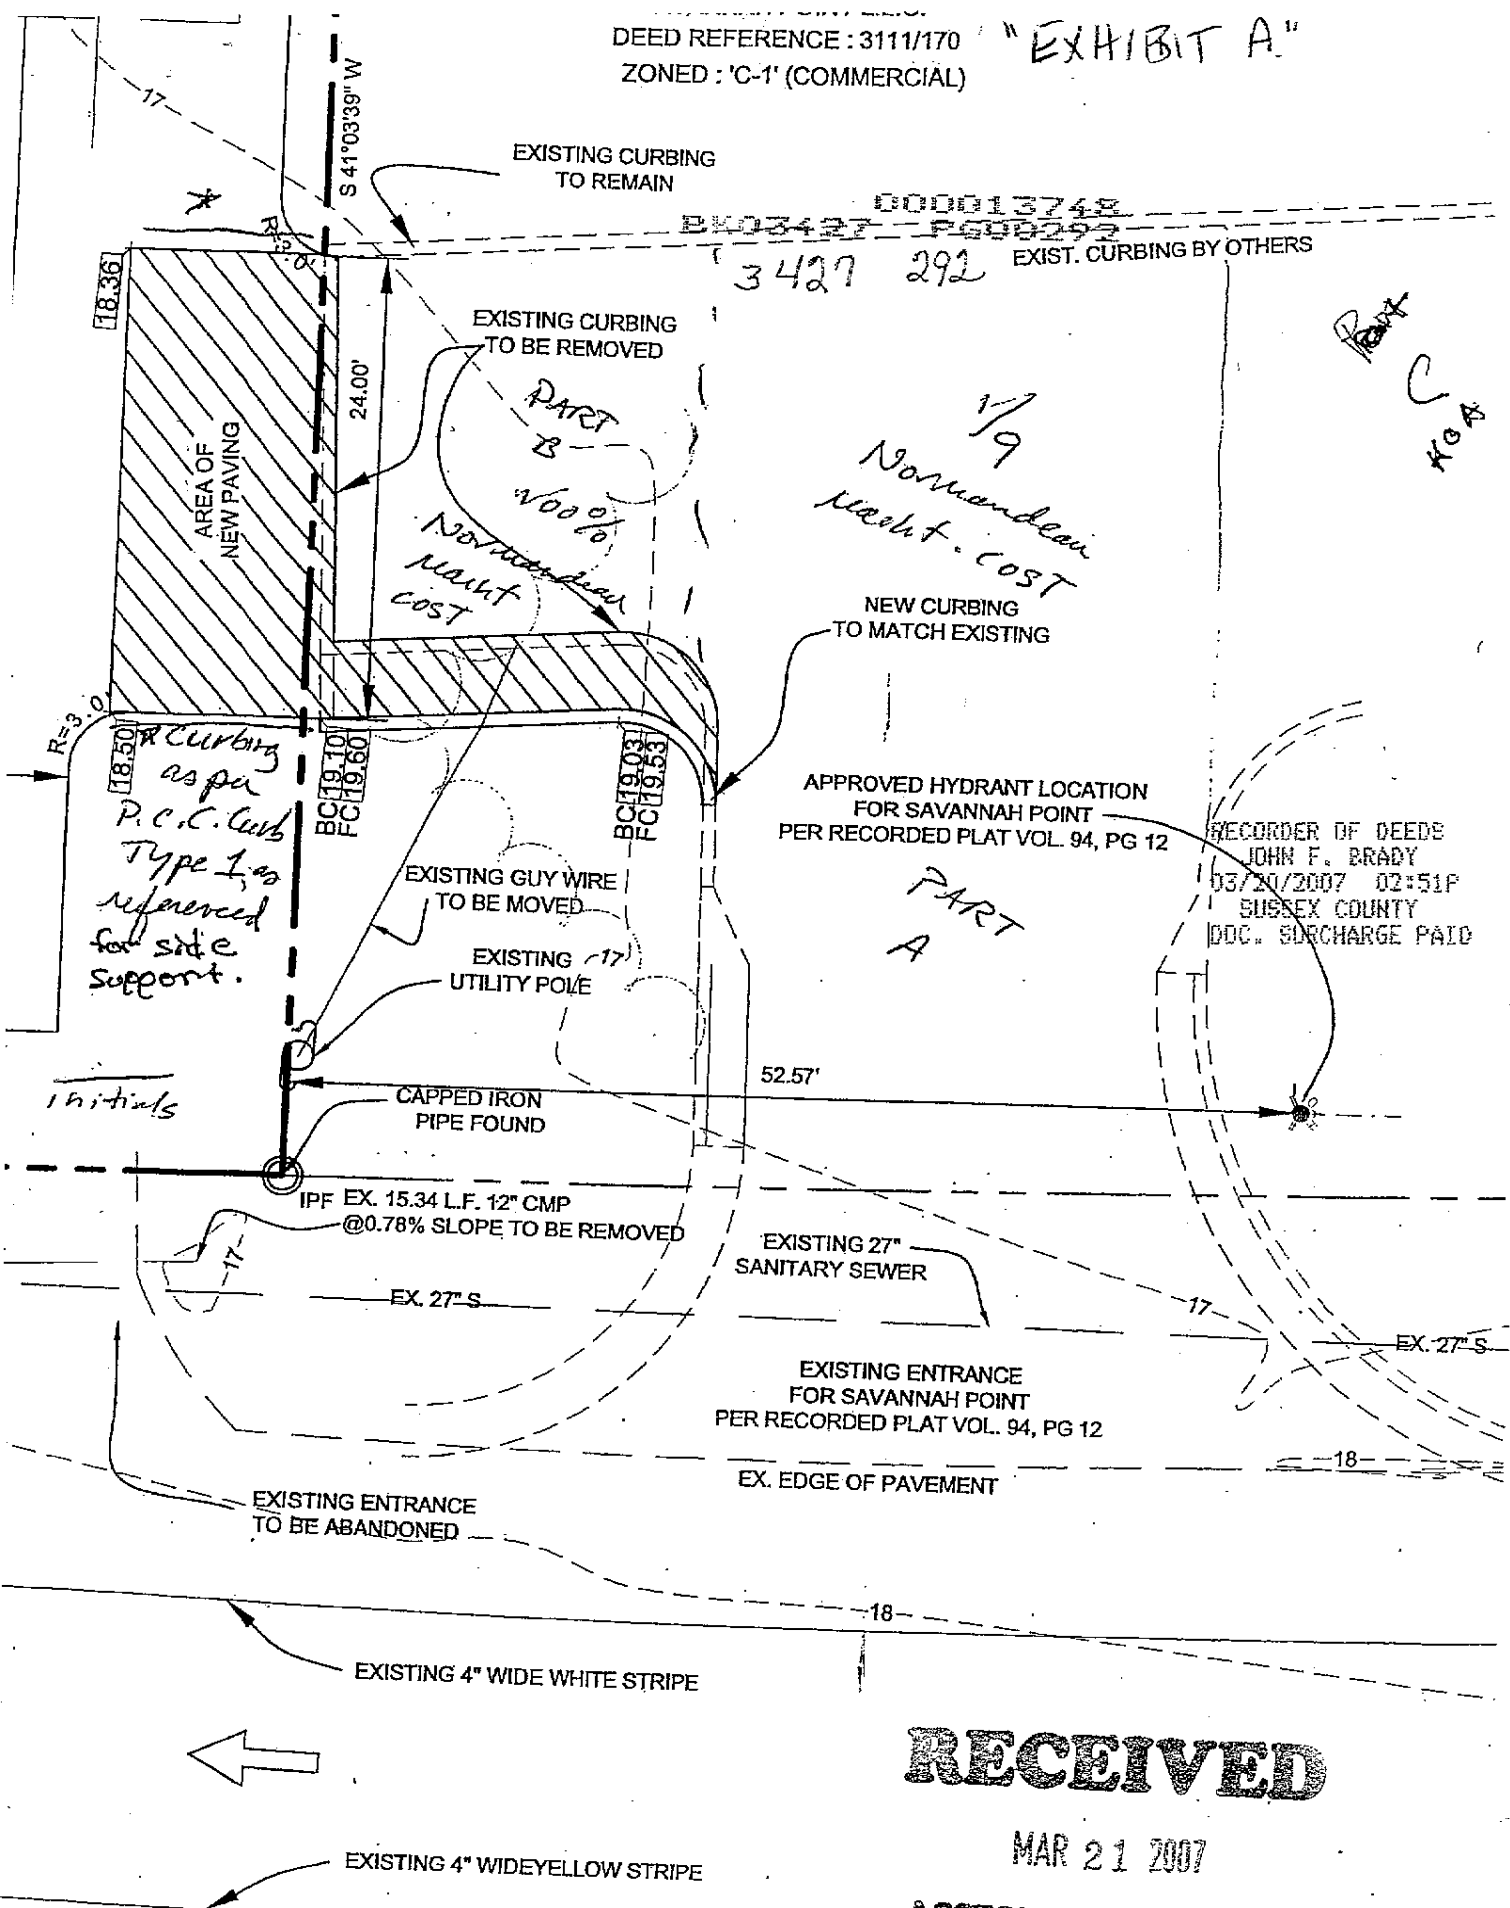 DEED REFERENCE : 3111/170
"EXHIBIT A."
ZONED : 'C-1' (COMMERCIAL)
17
S 41°03'39" W
EXISTING CURBING
TO REMAIN
000013748
BK03427 PG00292
3427 292
EXIST. CURBING BY OTHERS
18.36
EXISTING CURBING
TO BE REMOVED
24.00'
AREA OF
NEW PAVING
PART
B
100%
Normandeau
maint
COST
1/9
Normandeau
maint. COST
C
HOA
NEW CURBING
TO MATCH EXISTING
R=3.0'
18.50
BC 19.10
FC 19.60
BC 19.03
FC 19.53
* Curbing
as per
P.C.C. Curb
Type 1 as
referenced
for side
support.
APPROVED HYDRANT LOCATION
FOR SAVANNAH POINT
PER RECORDED PLAT VOL. 94, PG 12
RECORDER OF DEEDS
JOHN F. BRADY
03/20/2007 02:51P
SUSSEX COUNTY
DOC. SURCHARGE PAID
PART
A
EXISTING GUY WIRE
TO BE MOVED
EXISTING
UTILITY POLE
17
52.57'
initials
CAPPED IRON
PIPE FOUND
IPF
EX. 15.34 L.F. 12" CMP
@0.78% SLOPE TO BE REMOVED
17
EXISTING 27"
SANITARY SEWER
EX. 27" S
17
EX. 27" S
EXISTING ENTRANCE
FOR SAVANNAH POINT
PER RECORDED PLAT VOL. 94, PG 12
18
EX. EDGE OF PAVEMENT
EXISTING ENTRANCE
TO BE ABANDONED
18
EXISTING 4" WIDE WHITE STRIPE
RECEIVED
MAR 21 2007
EXISTING 4" WIDEYELLOW STRIPE